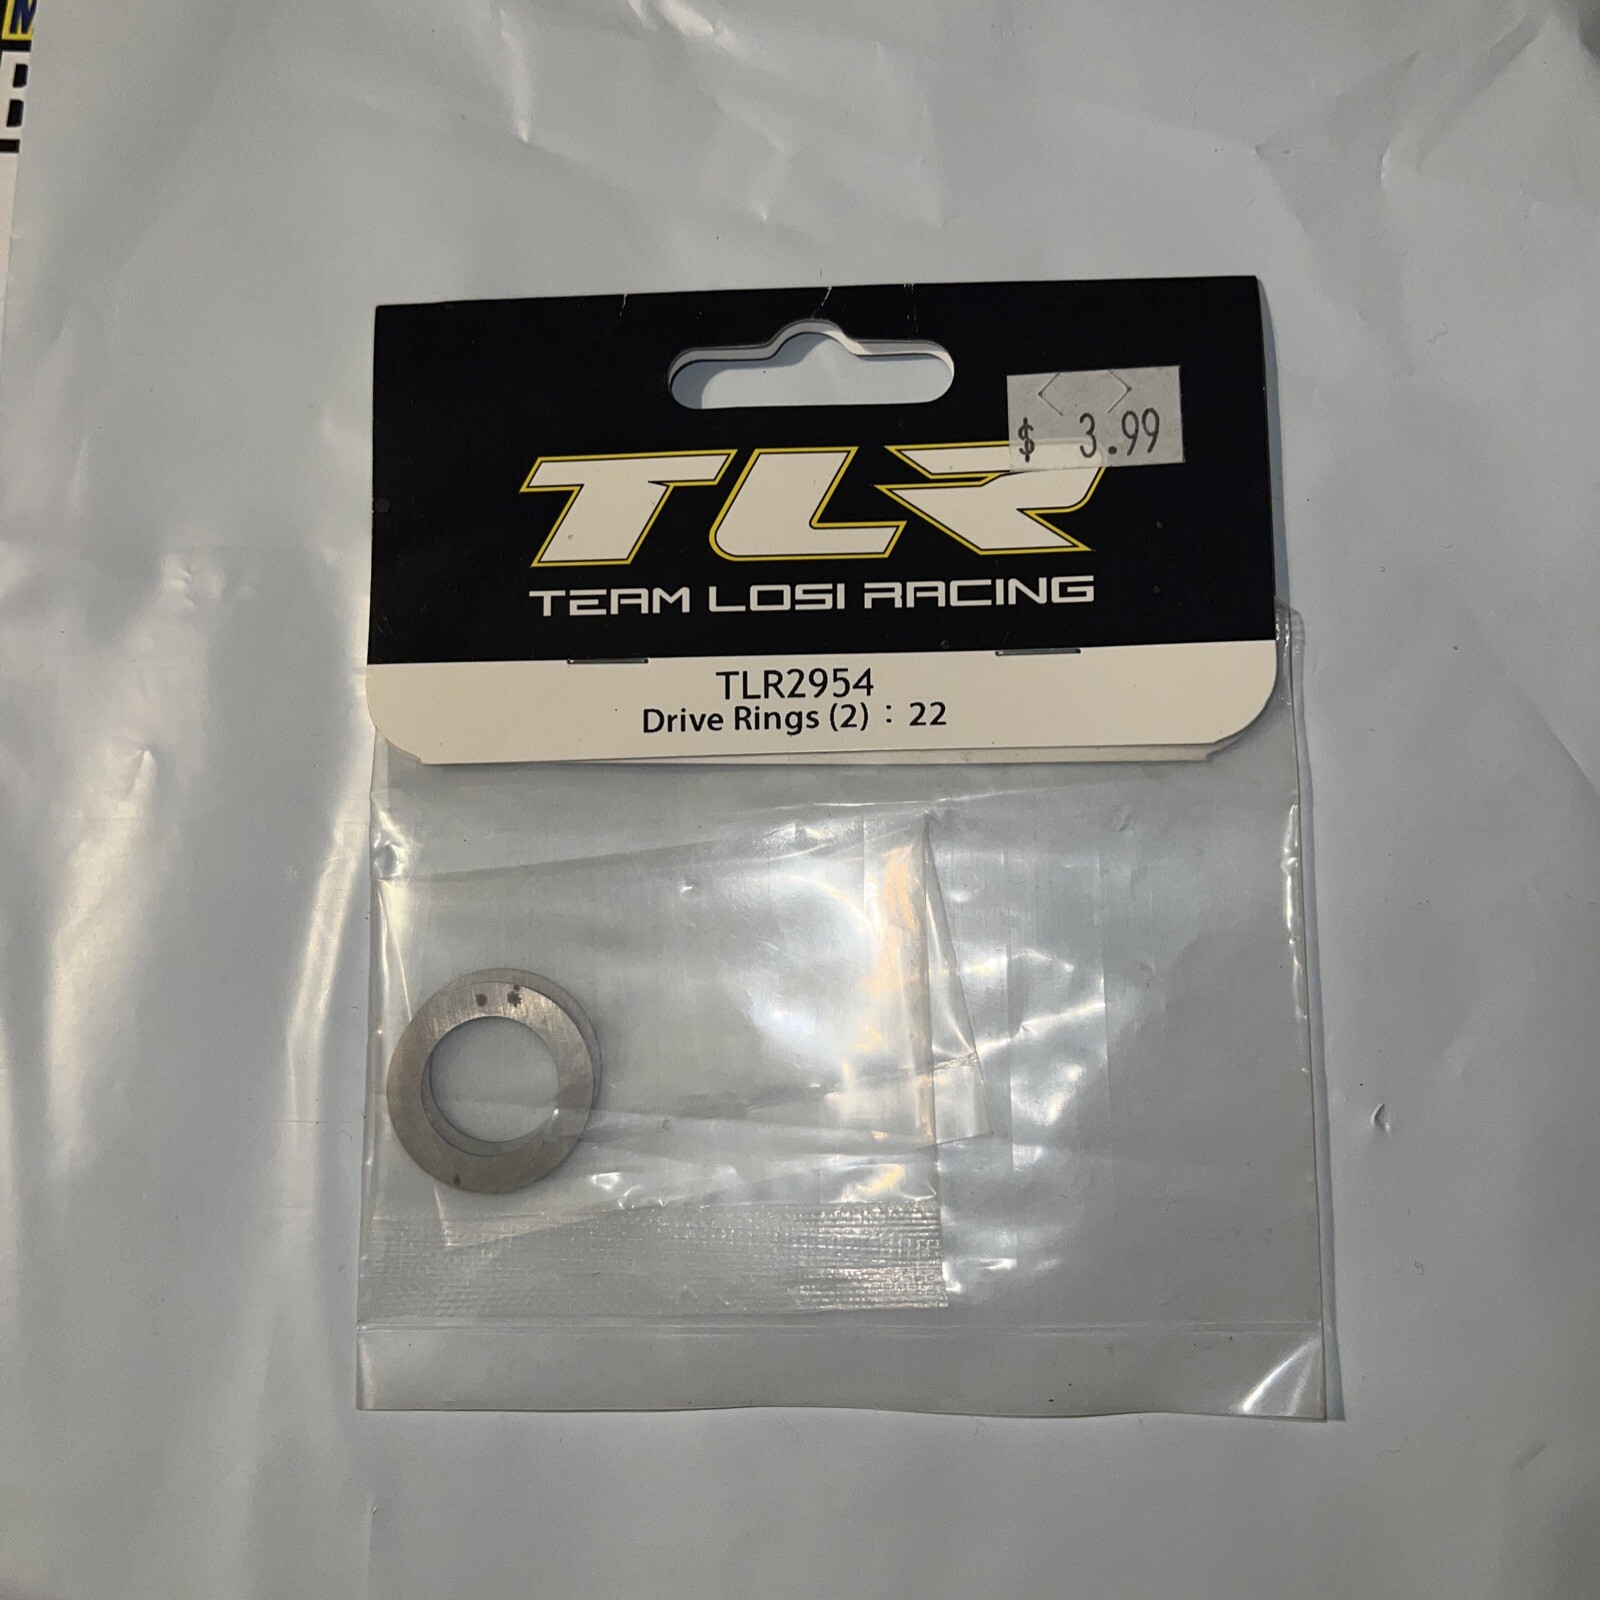 $ 3.99
TLR
TEAM LOSI RACING
TLR2954
Drive Rings (2) : 22